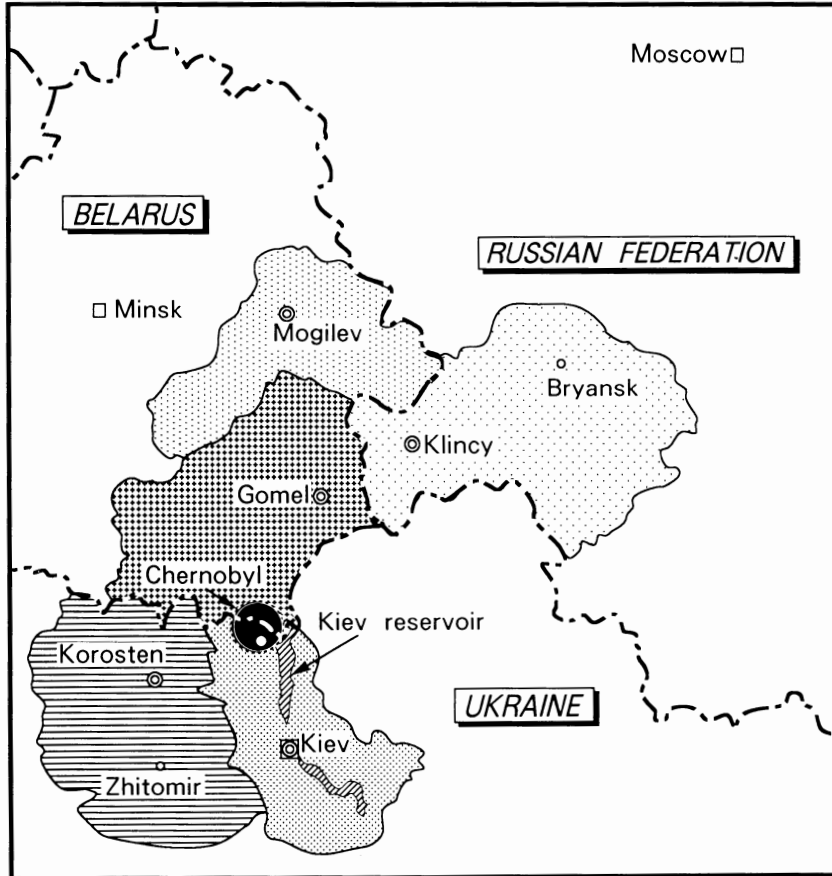 Moscow
BELARUS
RUSSIAN FEDERATION
Minsk
Mogilev
Bryansk
Klincy
Gomel
Chernobyl
Kiev reservoir
Korosten
UKRAINE
Kiev
Zhitomir